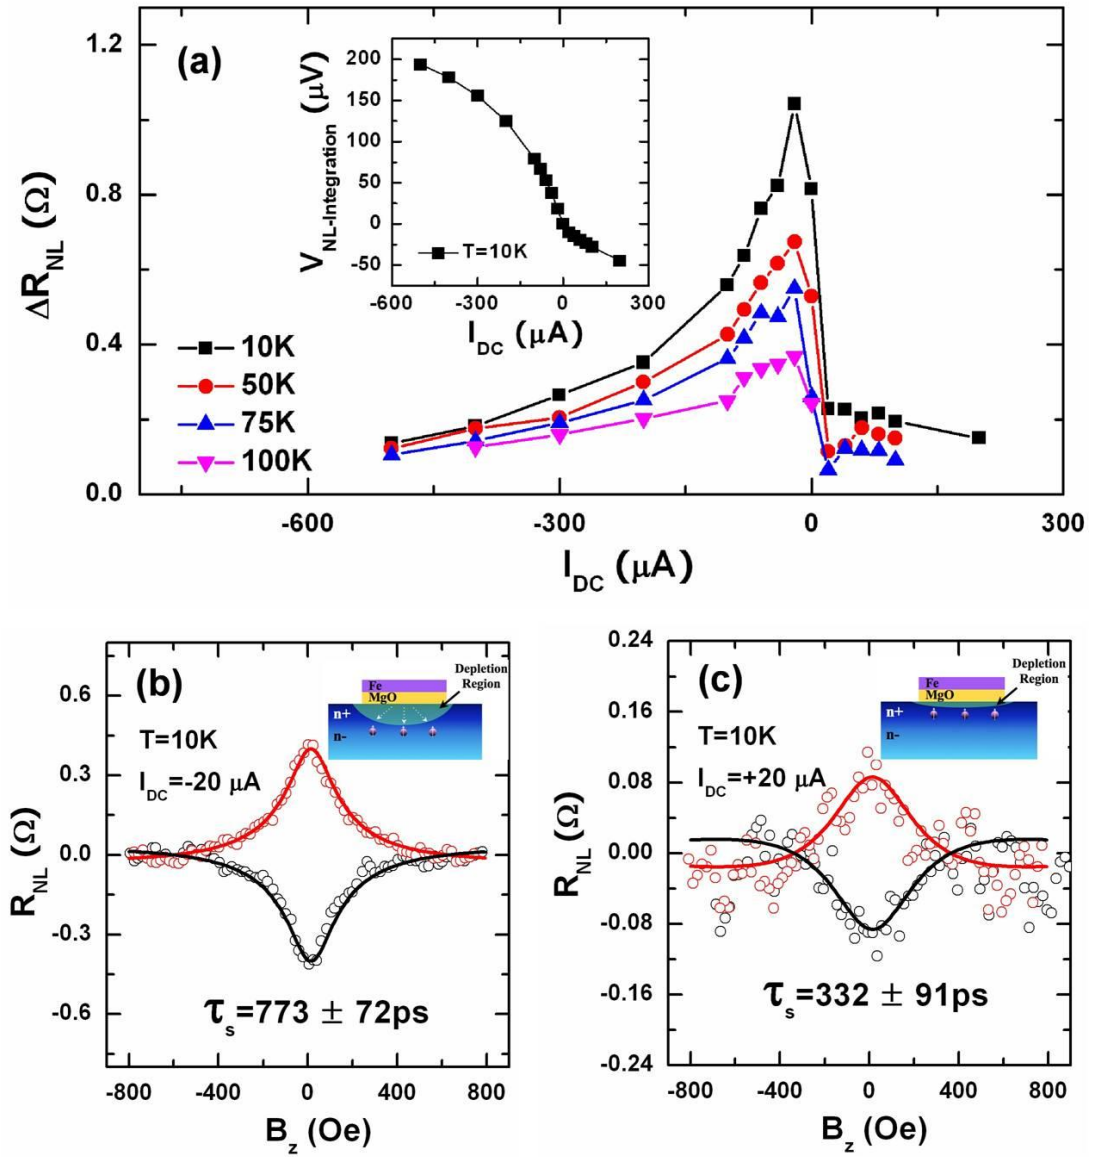 (a)
1.2
0.8
0.4
0.0
ΔR_NL (Ω)
V_NL-Integration (μV)
200
150
100
50
0
-50
T=10K
-600 -300 0 300
I_DC (μA)
10K
50K
75K
100K
-600 -300 0 300
I_DC (μA)
(b)
T=10K
I_DC=-20 μA
Fe
MgO
n+
n-
Depletion
Region
0.6
0.3
0.0
-0.3
-0.6
R_NL (Ω)
τ_s=773 ± 72ps
-800 -400 0 400 800
B_z (Oe)
(c)
T=10K
I_DC=+20 μA
Fe
MgO
n+
n-
Depletion
Region
0.24
0.16
0.08
0.00
-0.08
-0.16
-0.24
R_NL (Ω)
τ_s=332 ± 91ps
-800 -400 0 400 800
B_z (Oe)